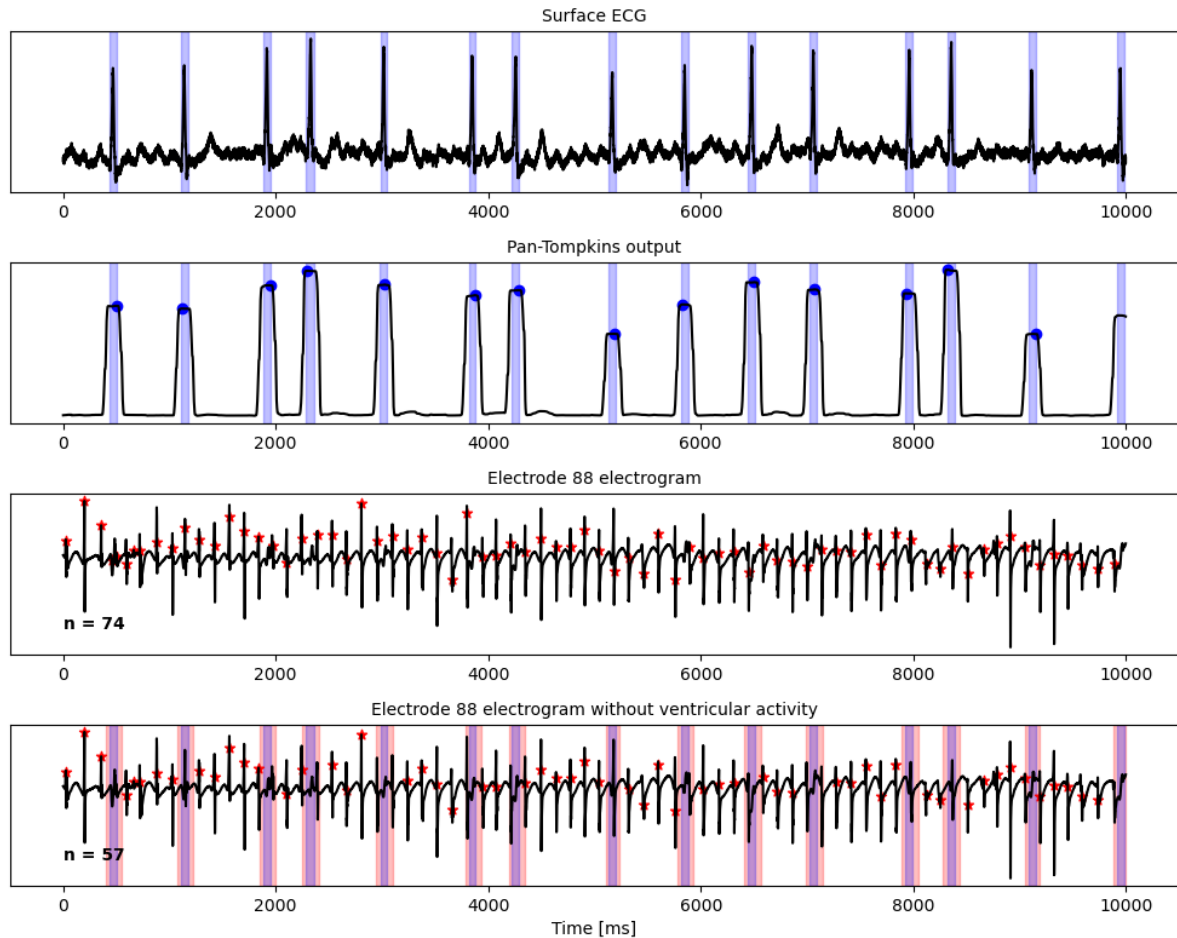 Surface ECG
0 2000 4000 6000 8000 10000
Pan-Tompkins output
0 2000 4000 6000 8000 10000
Electrode 88 electrogram
n = 74
0 2000 4000 6000 8000 10000
Electrode 88 electrogram without ventricular activity
n = 57
0 2000 4000 6000 8000 10000
Time [ms]